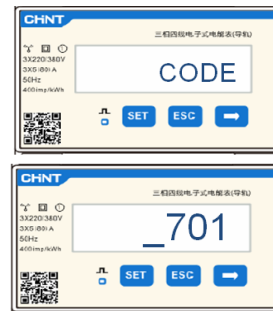 CHNT
三相四线电子式电能表(导轨)
3X220/380V
3X5(80)A
50Hz
400imp/kWh
CODE
SET
ESC
CHNT
三相四线电子式电能表(导轨)
3X220/380V
3X5(80)A
50Hz
400imp/kWh
_701
SET
ESC